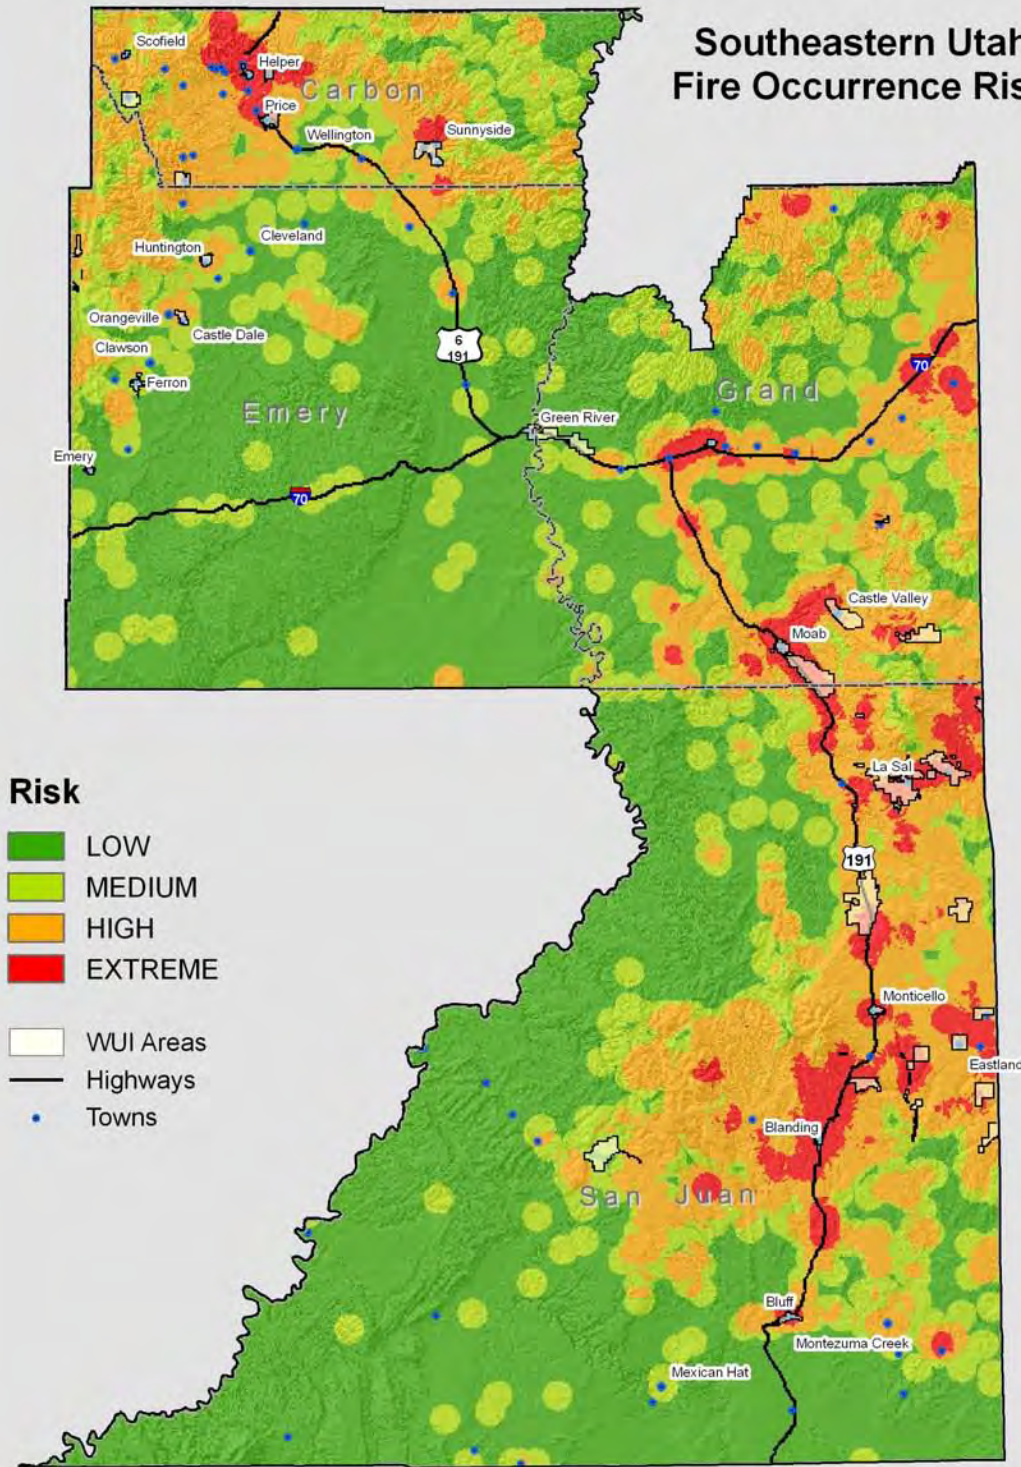 Southeastern Utah
Fire Occurrence Ris
Scofield
Helper
Carbon
Price
Wellington
Sunnyside
Cleveland
Huntington
Orangeville
Castle Dale
Clawson
Ferron
6
191
70
Emery
Grand
Green River
Emery
70
Castle Valley
Moab
La Sal
Risk
LOW
MEDIUM
HIGH
EXTREME
WUI Areas
Highways
Towns
191
Monticello
Eastland
Blanding
San Juan
Bluff
Montezuma Creek
Mexican Hat